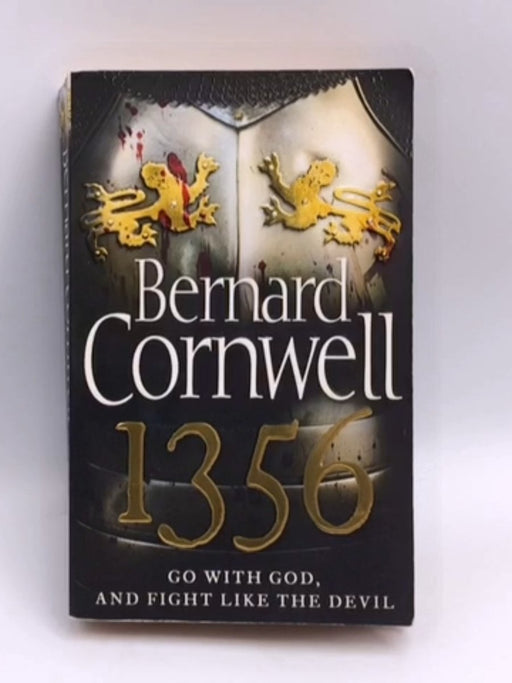 Bernard
Cornwell
1356
GO WITH GOD,
AND FIGHT LIKE THE DEVIL